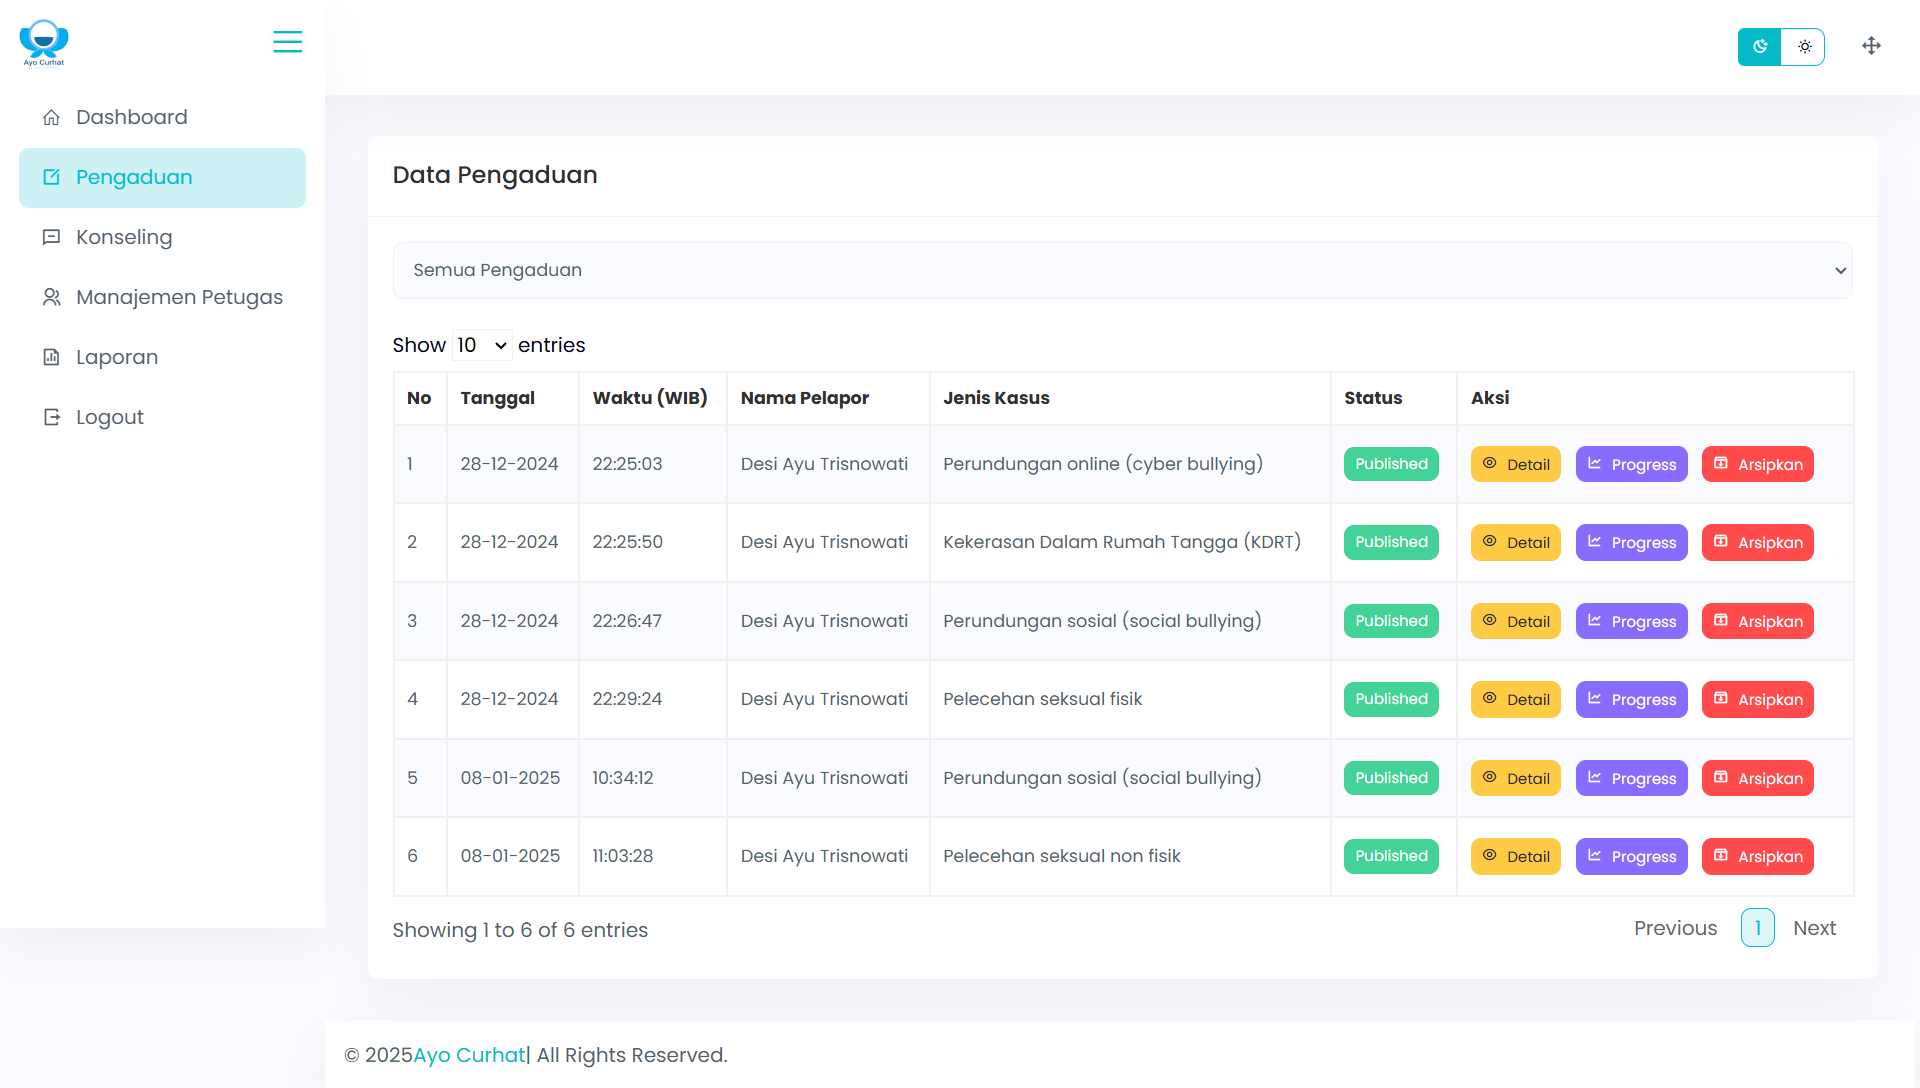 Ayo Curhat
Dashboard
Pengaduan
Konseling
Manajemen Petugas
Laporan
Logout
Data Pengaduan
Semua Pengaduan
Show 10 entries
No Tanggal Waktu (WIB) Nama Pelapor Jenis Kasus Status Aksi
1 28-12-2024 22:25:03 Desi Ayu Trisnowati Perundungan online (cyber bullying) Published Detail Progress Arsipkan
2 28-12-2024 22:25:50 Desi Ayu Trisnowati Kekerasan Dalam Rumah Tangga (KDRT) Published Detail Progress Arsipkan
3 28-12-2024 22:26:47 Desi Ayu Trisnowati Perundungan sosial (social bullying) Published Detail Progress Arsipkan
4 28-12-2024 22:29:24 Desi Ayu Trisnowati Pelecehan seksual fisik Published Detail Progress Arsipkan
5 08-01-2025 10:34:12 Desi Ayu Trisnowati Perundungan sosial (social bullying) Published Detail Progress Arsipkan
6 08-01-2025 11:03:28 Desi Ayu Trisnowati Pelecehan seksual non fisik Published Detail Progress Arsipkan
Showing 1 to 6 of 6 entries
Previous 1 Next
© 2025Ayo Curhat| All Rights Reserved.